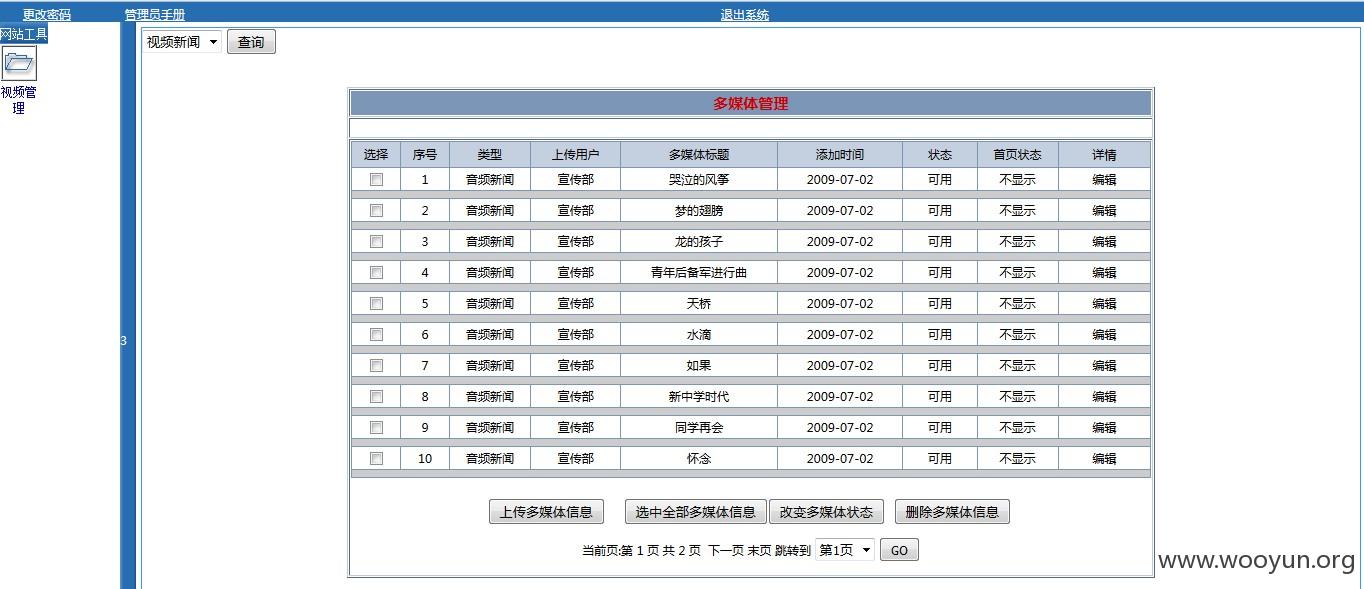 更改密码 管理员手册 退出系统
网站工具
视频管
理
视频新闻 查询
多媒体管理
选择 序号 类型 上传用户 多媒体标题 添加时间 状态 首页状态 详情
1 音频新闻 宣传部 哭泣的风筝 2009-07-02 可用 不显示 编辑
2 音频新闻 宣传部 梦的翅膀 2009-07-02 可用 不显示 编辑
3 音频新闻 宣传部 龙的孩子 2009-07-02 可用 不显示 编辑
4 音频新闻 宣传部 青年后备军进行曲 2009-07-02 可用 不显示 编辑
5 音频新闻 宣传部 天桥 2009-07-02 可用 不显示 编辑
6 音频新闻 宣传部 水滴 2009-07-02 可用 不显示 编辑
3
7 音频新闻 宣传部 如果 2009-07-02 可用 不显示 编辑
8 音频新闻 宣传部 新中学时代 2009-07-02 可用 不显示 编辑
9 音频新闻 宣传部 同学再会 2009-07-02 可用 不显示 编辑
10 音频新闻 宣传部 怀念 2009-07-02 可用 不显示 编辑
上传多媒体信息 选中全部多媒体信息 改变多媒体状态 删除多媒体信息
当前页:第 1 页 共 2 页 下一页 末页 跳转到 第1页 GO
www.wooyun.org